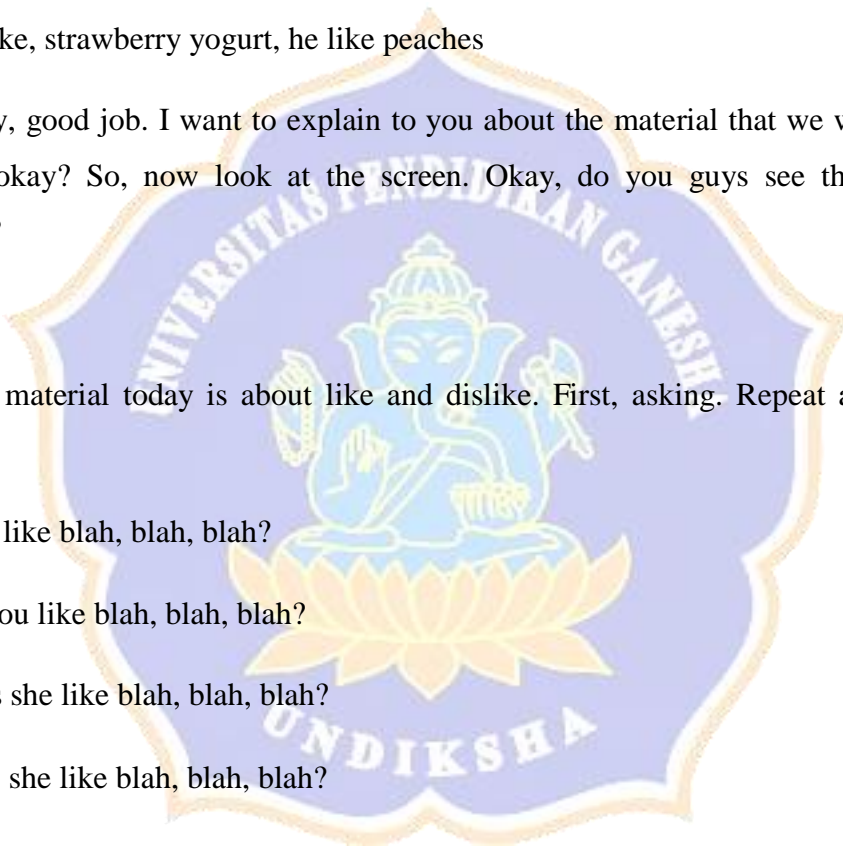 ke, strawberry yogurt, he like peaches
y, good job. I want to explain to you about the material that we w
okay? So, now look at the screen. Okay, do you guys see th
material today is about like and dislike. First, asking. Repeat a
like blah, blah, blah?
ou like blah, blah, blah?
s she like blah, blah, blah?
she like blah, blah, blah?
UNIVERSITAS PENDIDIKAN GANESHA
UNDIKSHA